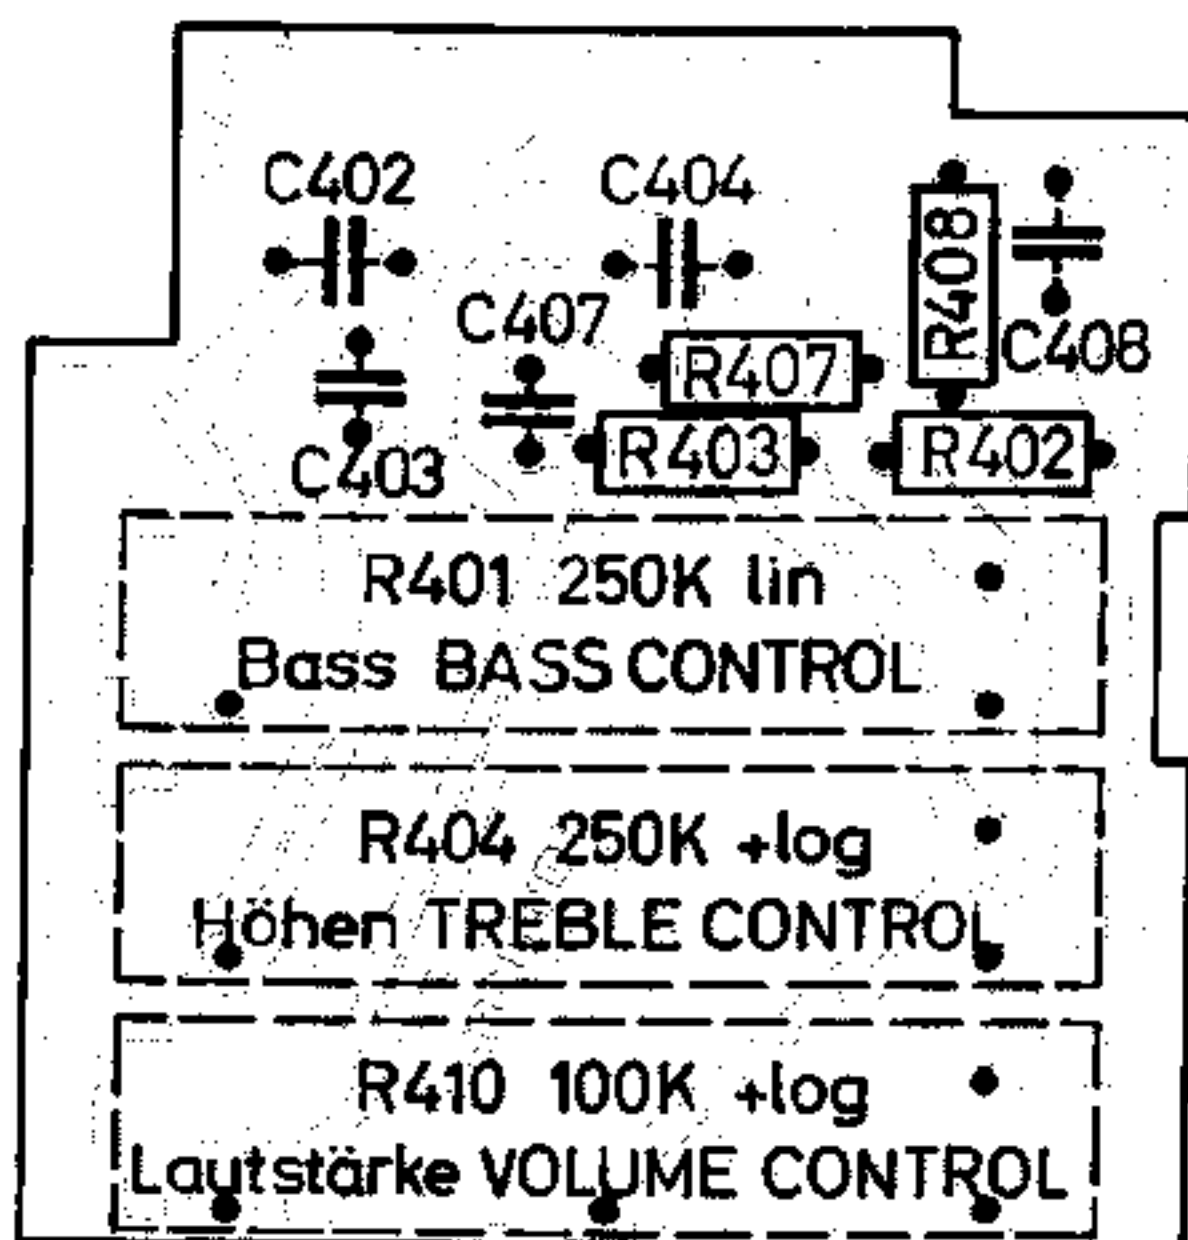 C402
C404
R408
C407
C408
R407
C403
R403
R402
R401 250K lin
Bass BASS CONTROL
R404 250K +log
Höhen TREBLE CONTROL
R410 100K +log
Lautstärke VOLUME CONTROL